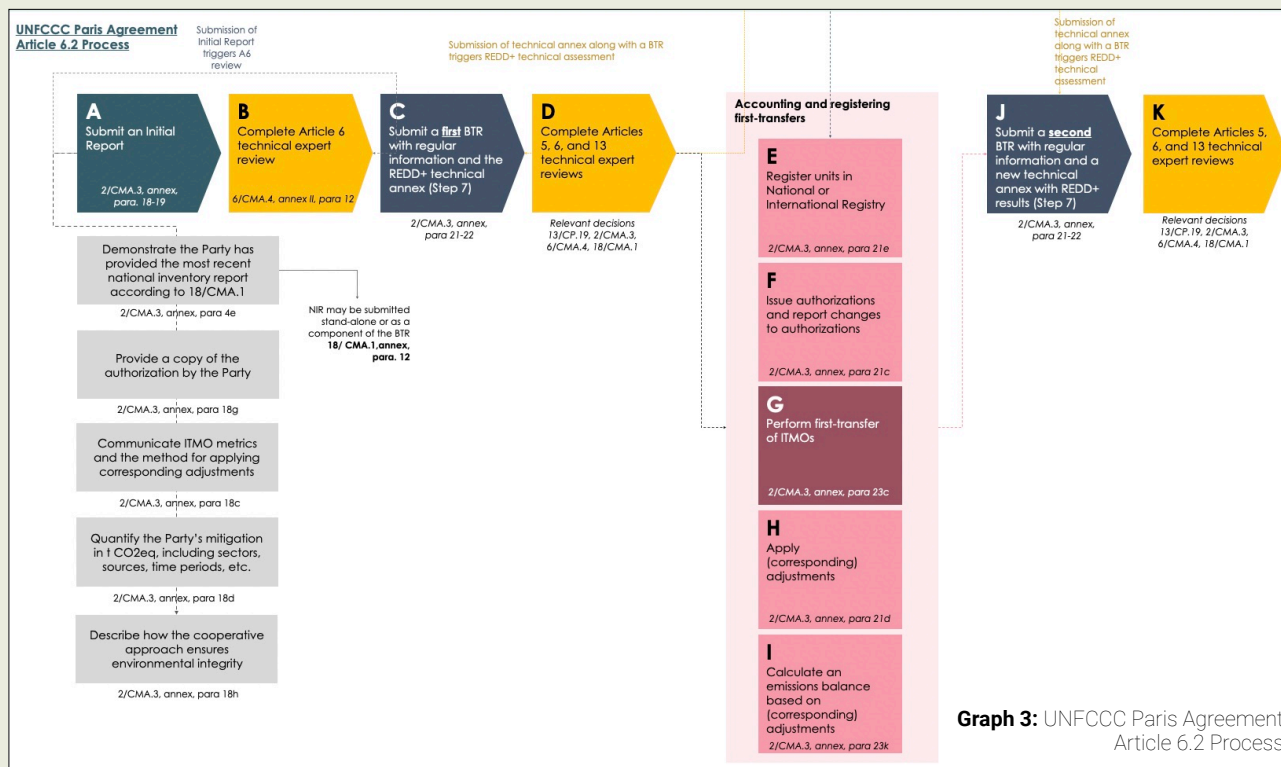 UNFCCC Paris Agreement
Article 6.2 Process
Submission of
Initial Report
triggers A6
review
Submission of technical annex along with a BTR
triggers REDD+ technical assessment
Submission of
technical annex
along with a BTR
triggers REDD+
technical
assessment
A
Submit an Initial
Report
2/CMA.3, annex,
para. 18-19
B
Complete Article 6
technical expert
review
6/CMA.4, annex II, para 12
C
Submit a first BTR
with regular
information and the
REDD+ technical
annex (Step 7)
2/CMA.3, annex,
para 21-22
D
Complete Articles
5, 6, and 13
technical expert
reviews
Relevant decisions
13/CP.19, 2/CMA.3,
6/CMA.4, 18/CMA.1
Demonstrate the Party has
provided the most recent
national inventory report
according to 18/CMA.1
2/CMA.3, annex, para 4e
NIR may be submitted
stand-alone or as a
component of the BTR
18/ CMA.1,annex,
para. 12
Provide a copy of the
authorization by the Party
2/CMA.3, annex, para 18g
Communicate ITMO metrics
and the method for applying
corresponding adjustments
2/CMA.3, annex, para 18c
Quantify the Party's mitigation
in t CO2eq, including sectors,
sources, time periods, etc.
2/CMA.3, annex, para 18d
Describe how the cooperative
approach ensures
environmental integrity
2/CMA.3, annex, para 18h
Accounting and registering
first-transfers
E
Register units in
National or
International Registry
2/CMA.3, annex, para 21e
F
Issue authorizations
and report changes
to authorizations
2/CMA.3, annex, para 21c
G
Perform first-transfer
of ITMOs
2/CMA.3, annex, para 23c
H
Apply
(corresponding)
adjustments
2/CMA.3, annex, para 21d
I
Calculate an
emissions balance
based on
(corresponding)
adjustments
2/CMA.3, annex, para 23k
J
Submit a second
BTR with regular
information and a
new technical
annex with REDD+
results (Step 7)
2/CMA.3, annex,
para 21-22
K
Complete Articles 5,
6, and 13 technical
expert reviews
Relevant decisions
13/CP.19, 2/CMA.3,
6/CMA.4, 18/CMA.1
Graph 3: UNFCCC Paris Agreement
Article 6.2 Process